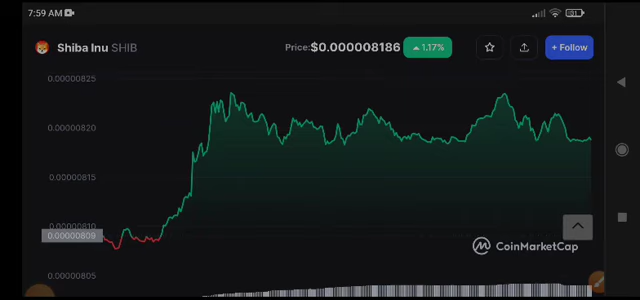 7:59 AM
Shiba Inu SHIB
Price:$0.000008186
1.17%
+ Follow
0.00000825
0.00000820
0.00000815
0.00000810
0.00000809
0.00000805
CoinMarketCap